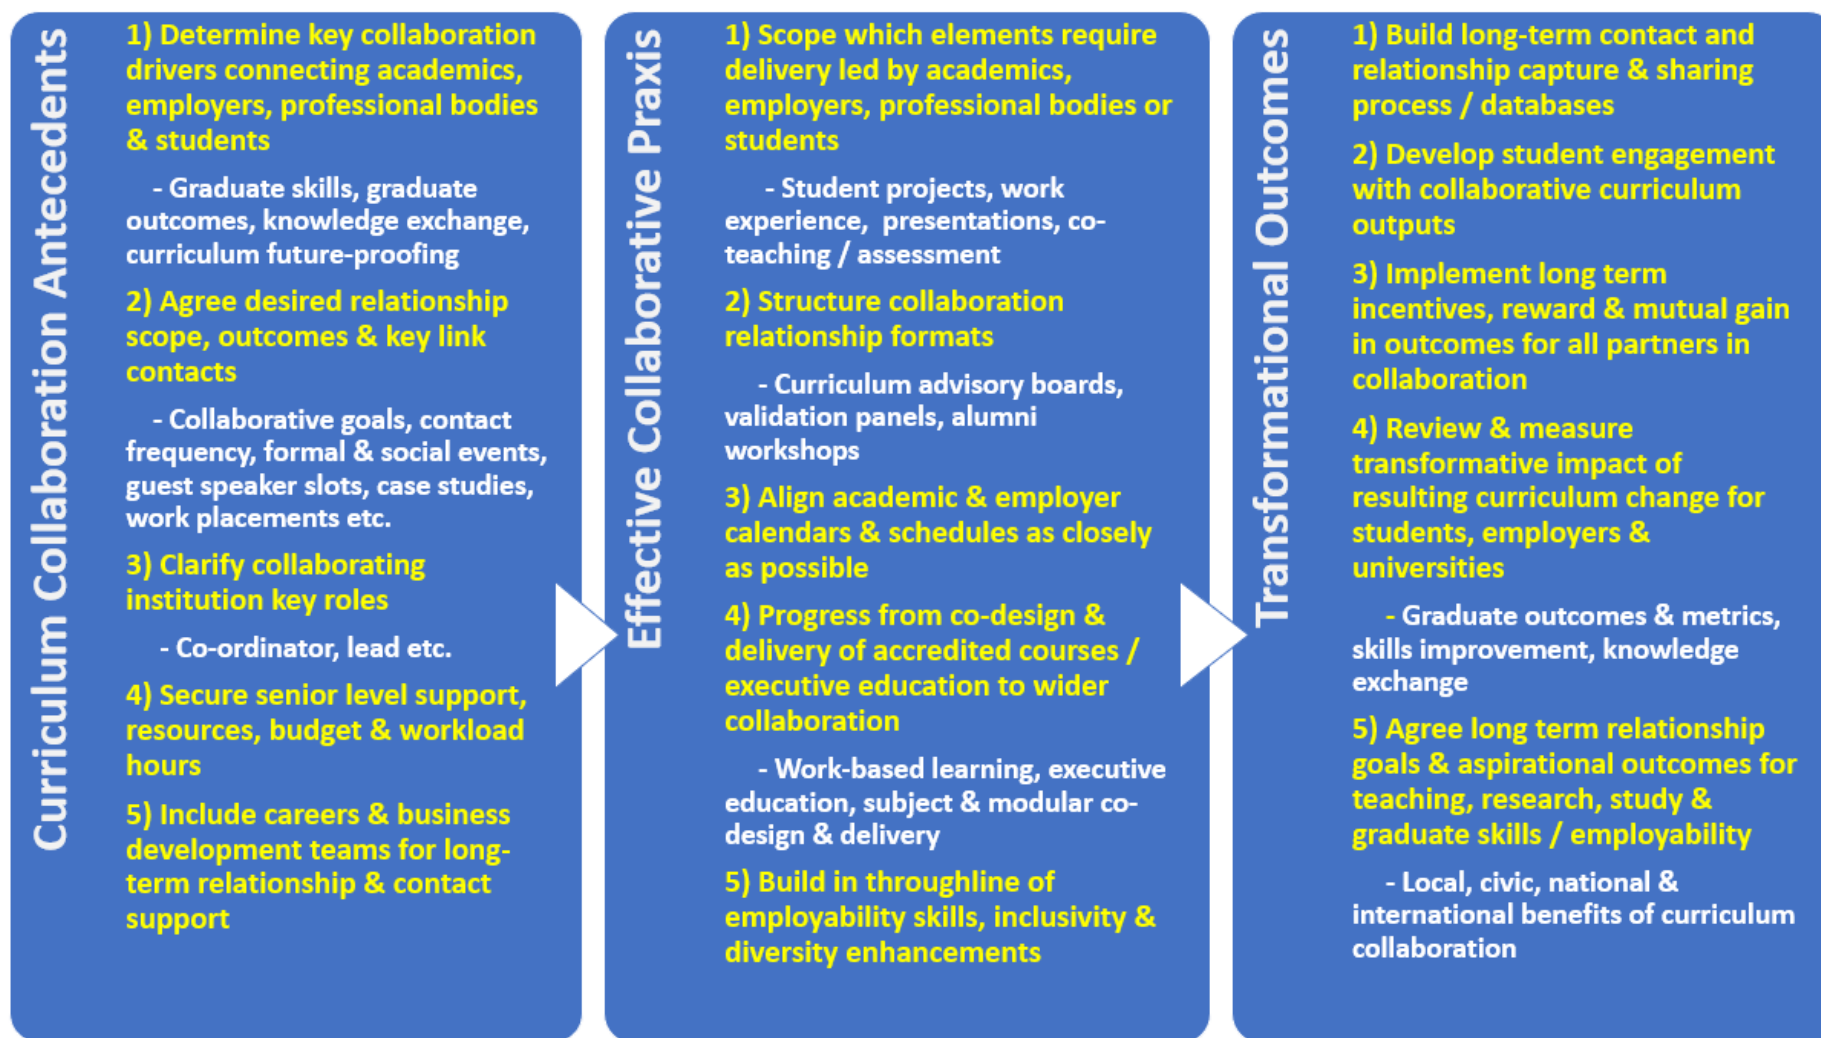 Curriculum Collaboration Antecedents
1) Determine key collaboration
drivers connecting academics,
employers, professional bodies
& students
- Graduate skills, graduate
outcomes, knowledge exchange,
curriculum future-proofing
2) Agree desired relationship
scope, outcomes & key link
contacts
- Collaborative goals, contact
frequency, formal & social events,
guest speaker slots, case studies,
work placements etc.
3) Clarify collaborating
institution key roles
- Co-ordinator, lead etc.
4) Secure senior level support,
resources, budget & workload
hours
5) Include careers & business
development teams for long-
term relationship & contact
support
Effective Collaborative Praxis
1) Scope which elements require
delivery led by academics,
employers, professional bodies or
students
- Student projects, work
experience,  presentations, co-
teaching / assessment
2) Structure collaboration
relationship formats
- Curriculum advisory boards,
validation panels, alumni
workshops
3) Align academic & employer
calendars & schedules as closely
as possible
4) Progress from co-design &
delivery of accredited courses /
executive education to wider
collaboration
- Work-based learning, executive
education, subject & modular co-
design & delivery
5) Build in throughline of
employability skills, inclusivity &
diversity enhancements
Transformational Outcomes
1) Build long-term contact and
relationship capture & sharing
process / databases
2) Develop student engagement
with collaborative curriculum
outputs
3) Implement long term
incentives, reward & mutual gain
in outcomes for all partners in
collaboration
4) Review & measure
transformative impact of
resulting curriculum change for
students, employers &
universities
- Graduate outcomes & metrics,
skills improvement, knowledge
exchange
5) Agree long term relationship
goals & aspirational outcomes for
teaching, research, study &
graduate skills / employability
- Local, civic, national &
international benefits of curriculum
collaboration